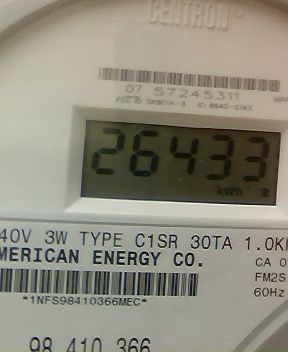 CENTRON®
07 57245311
26433
kWh
40V 3W TYPE C1SR 30TA 1.0K
MERICAN ENERGY CO.
CA 0
FM2S
*1NFS98410366MEC*
60Hz
98 410 366